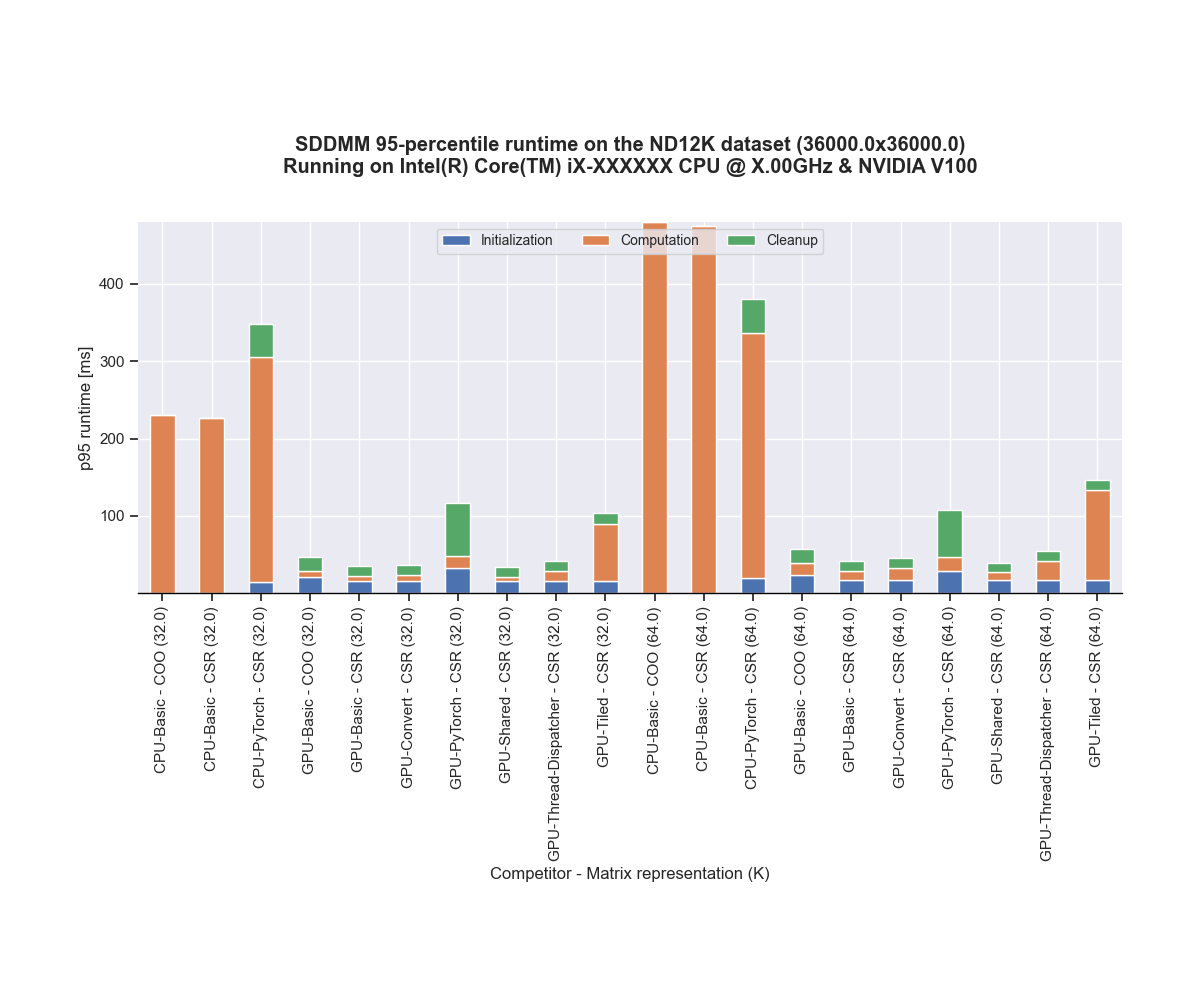 SDDMM 95-percentile runtime on the ND12K dataset (36000.0x36000.0)
Running on Intel(R) Core(TM) iX-XXXXXX CPU @ X.00GHz & NVIDIA V100
Initialization
Computation
Cleanup
400
300
200
100
p95 runtime [ms]
CPU-Basic - COO (32.0)
CPU-Basic - CSR (32.0)
CPU-PyTorch - CSR (32.0)
GPU-Basic - COO (32.0)
GPU-Basic - CSR (32.0)
GPU-Convert - CSR (32.0)
GPU-PyTorch - CSR (32.0)
GPU-Shared - CSR (32.0)
GPU-Thread-Dispatcher - CSR (32.0)
GPU-Tiled - CSR (32.0)
CPU-Basic - COO (64.0)
CPU-Basic - CSR (64.0)
CPU-PyTorch - CSR (64.0)
GPU-Basic - COO (64.0)
GPU-Basic - CSR (64.0)
GPU-Convert - CSR (64.0)
GPU-PyTorch - CSR (64.0)
GPU-Shared - CSR (64.0)
GPU-Thread-Dispatcher - CSR (64.0)
GPU-Tiled - CSR (64.0)
Competitor - Matrix representation (K)